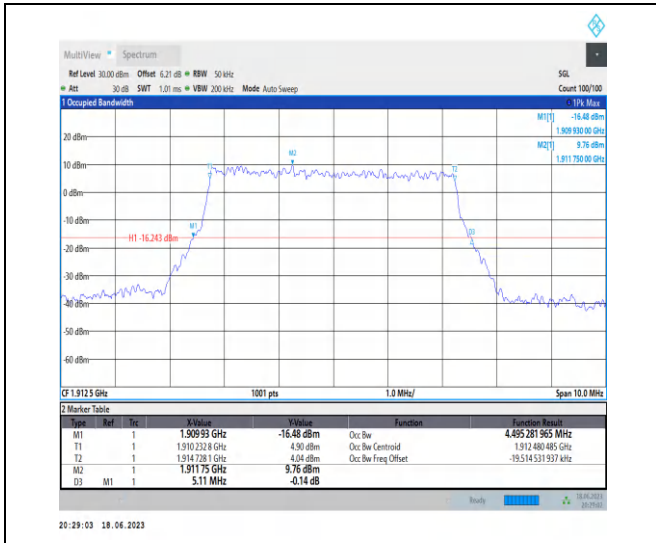 MultiView Spectrum
Ref Level 30.00 dBm Offset 6.21 dB RBW 50 kHz SGL
Att 30 dB SWT 1.01 ms VBW 200 kHz Mode Auto Sweep Count 100/100
1 Occupied Bandwidth 1Pk Max
M1[1] -16.48 dBm
1.909 930 00 GHz
M2[1] 9.76 dBm
1.911 750 00 GHz
20 dBm
M2
10 dBm
T2
0 dBm
-10 dBm
M1
D3
H1 -16.243 dBm
-20 dBm
-30 dBm
-40 dBm
-50 dBm
-60 dBm
CF 1.912 5 GHz 1001 pts 1.0 MHz/ Span 10.0 MHz
2 Marker Table
Type Ref Trc X-Value Y-Value Function Function Result
M1 1 1.909 93 GHz -16.48 dBm Occ Bw 4.495 281 965 MHz
T1 1 1.910 232 8 GHz 4.90 dBm Occ Bw Centroid 1.912 480 485 GHz
T2 1 1.914 728 1 GHz 4.04 dBm Occ Bw Freq Offset -19.514 531 937 kHz
M2 1 1.911 75 GHz 9.76 dBm
D3 M1 1 5.11 MHz -0.14 dB
Ready 18.06.2023
20:29:03 18.06.2023